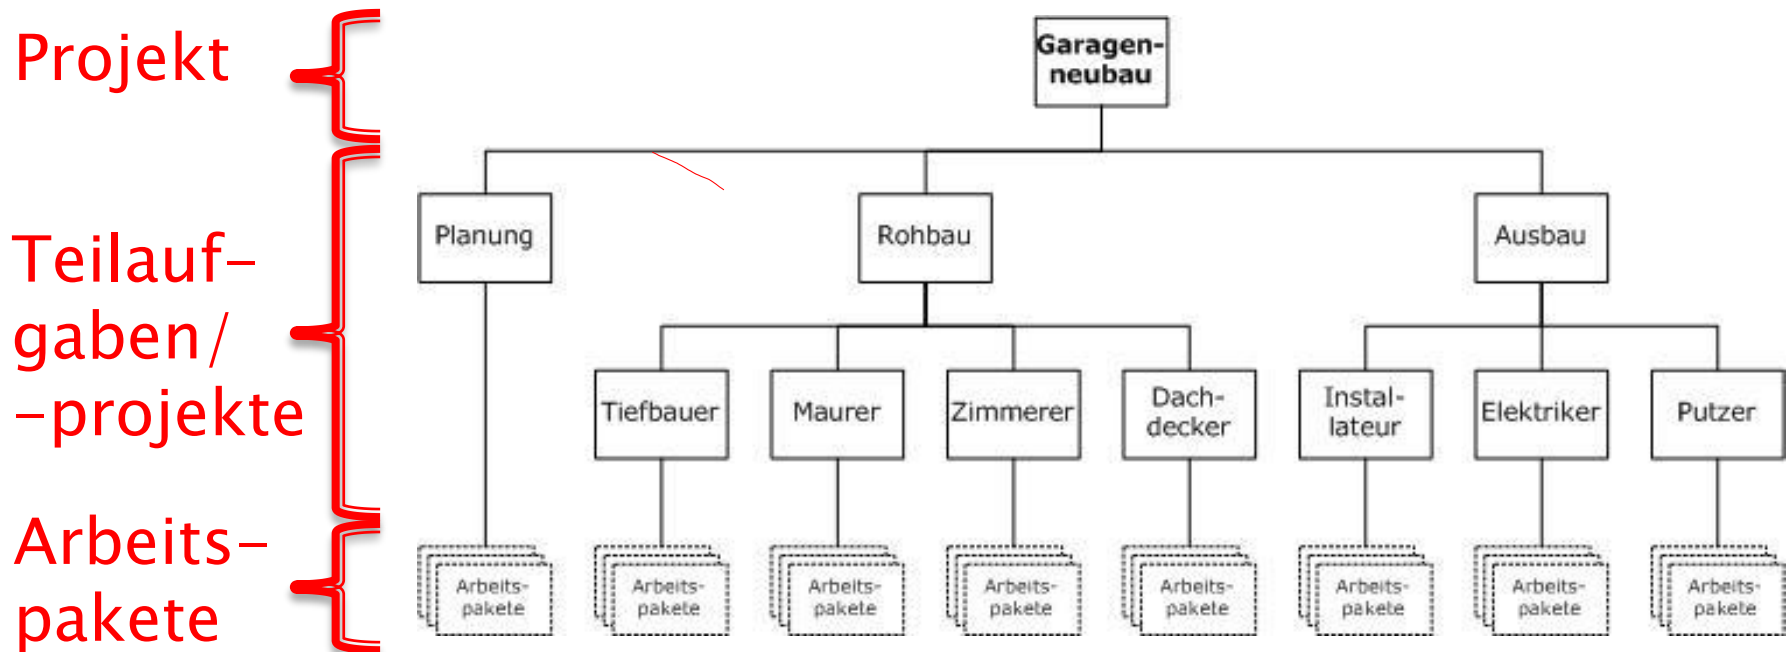 Projekt
Garagen-
neubau
Teilauf-
gaben/
-projekte
Planung
Rohbau
Ausbau
Tiefbauer
Maurer
Zimmerer
Dach-
decker
Instal-
lateur
Elektriker
Putzer
Arbeits-
pakete
Arbeits-
pakete
Arbeits-
pakete
Arbeits-
pakete
Arbeits-
pakete
Arbeits-
pakete
Arbeits-
pakete
Arbeits-
pakete
Arbeits-
pakete